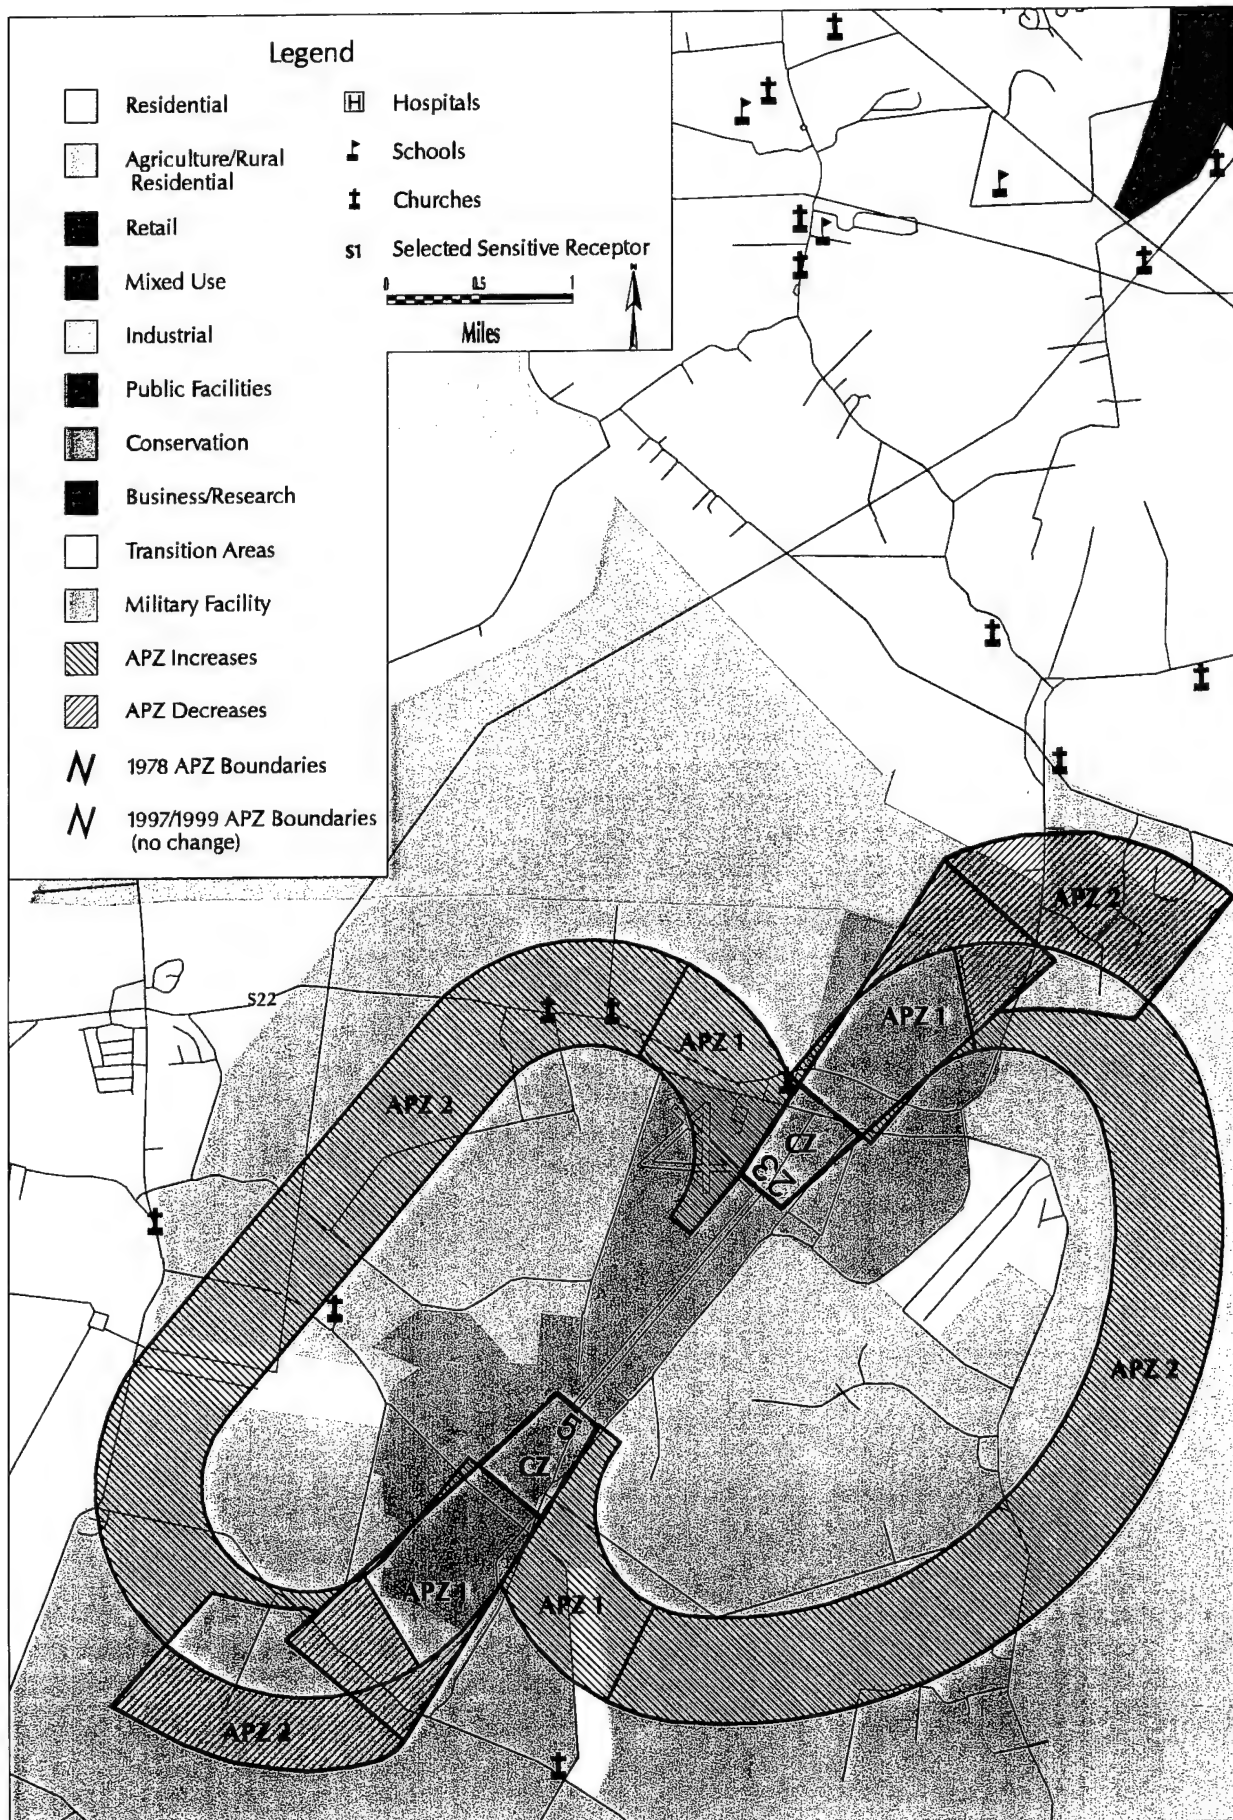 Legend
Residential
Agriculture/Rural
Residential
Retail
Mixed Use
Industrial
Public Facilities
Conservation
Business/Research
Transition Areas
Military Facility
APZ Increases
APZ Decreases
1978 APZ Boundaries
1997/1999 APZ Boundaries
(no change)
H Hospitals
Schools
Churches
S1 Selected Sensitive Receptor
0 0.5 1
Miles
N
APZ 2
S22
APZ 1
APZ 1
APZ 2
CZ
23
APZ 2
5
CZ
APZ 1
APZ 1
APZ 2